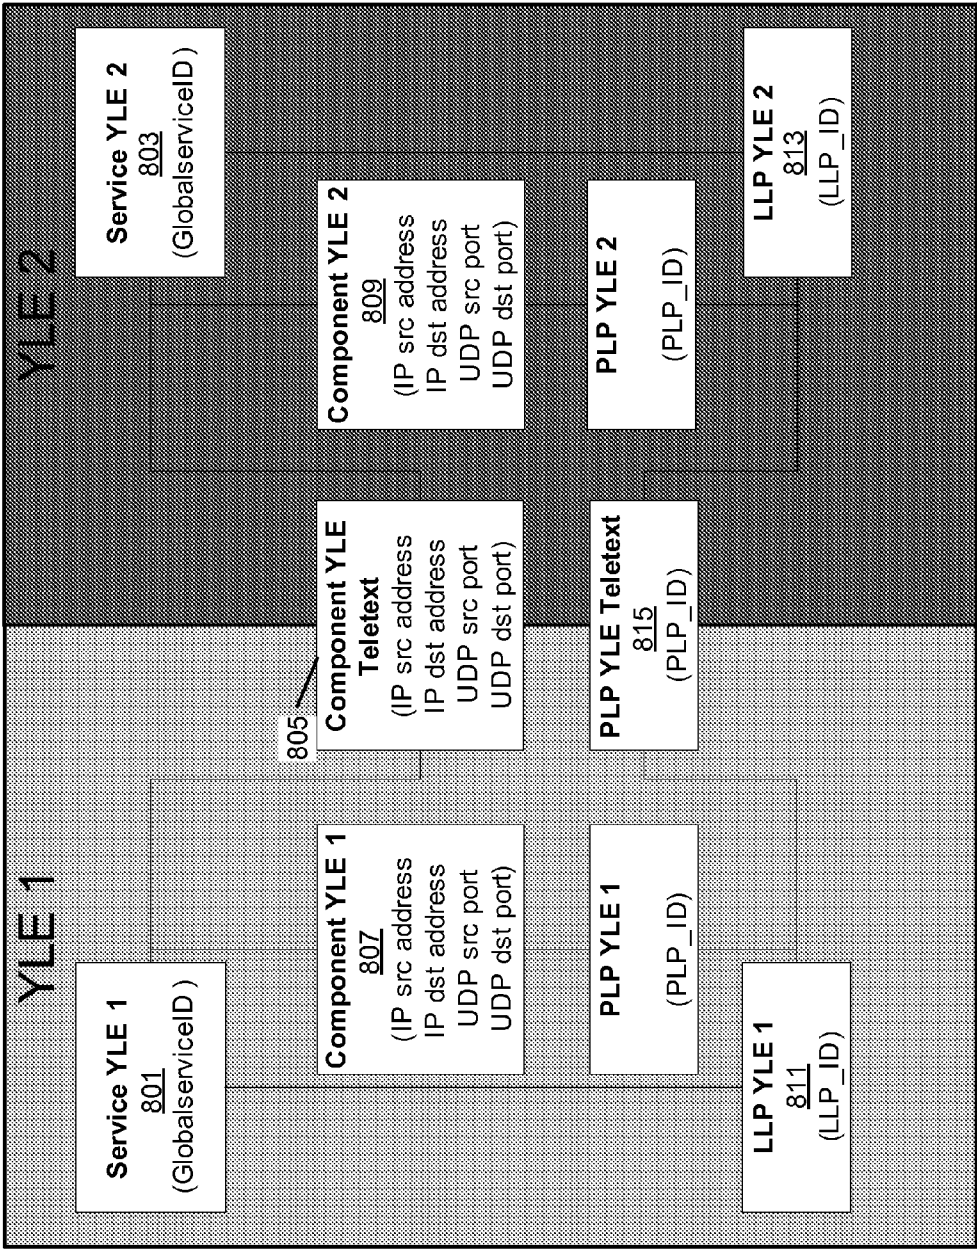 YLE 1
Service YLE 1
801
(GlobalserviceID )
Component YLE 1
807
(IP src address
IP dst address
UDP src port
UDP dst port)
PLP YLE1
(PLP_ID)
LLP YLE 1
811
(LLP_ID)
805
Component YLE
Teletext
(IP src address
IP dst address
UDP src port
UDP dst port)
PLP YLE Teletext
815
(PLP_ID)
YLE 2
Service YLE 2
803
(GlobalserviceID )
Component YLE 2
809
(IP src address
IP dst address
UDP src port
UDP dst port)
PLP YLE 2
(PLP_ID)
LLP YLE 2
813
(LLP_ID)